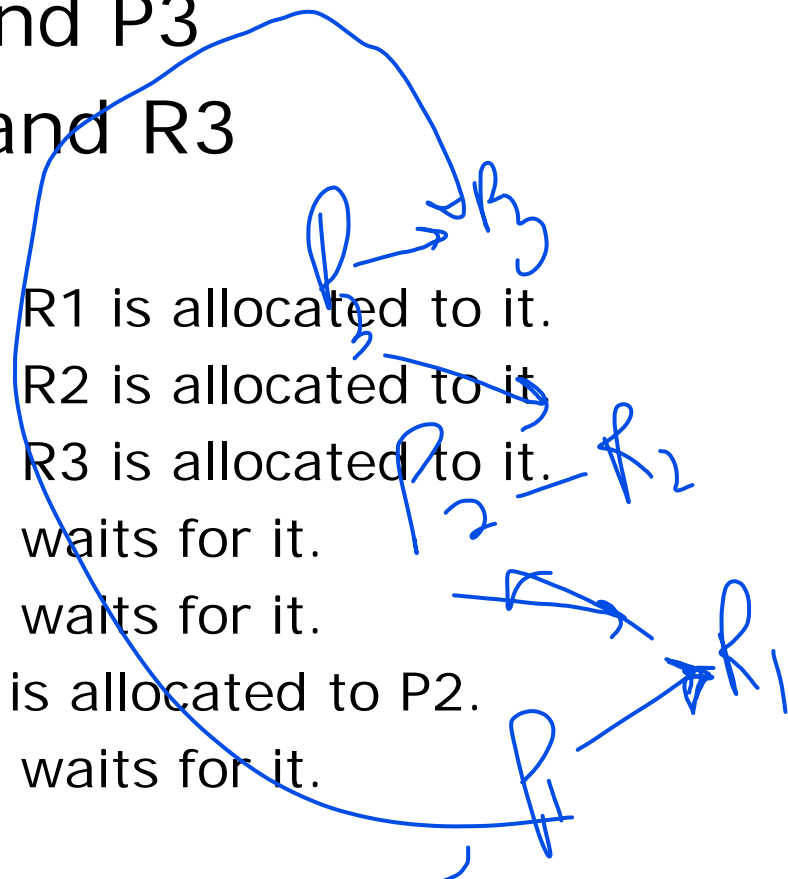 nd P3
and R3
R3
P3
R1 is allocated to it.
R2 is allocated to it.
R3 is allocated to it.
P2 R2
waits for it.
waits for it.
R1
is allocated to P2.
waits for it.
P1